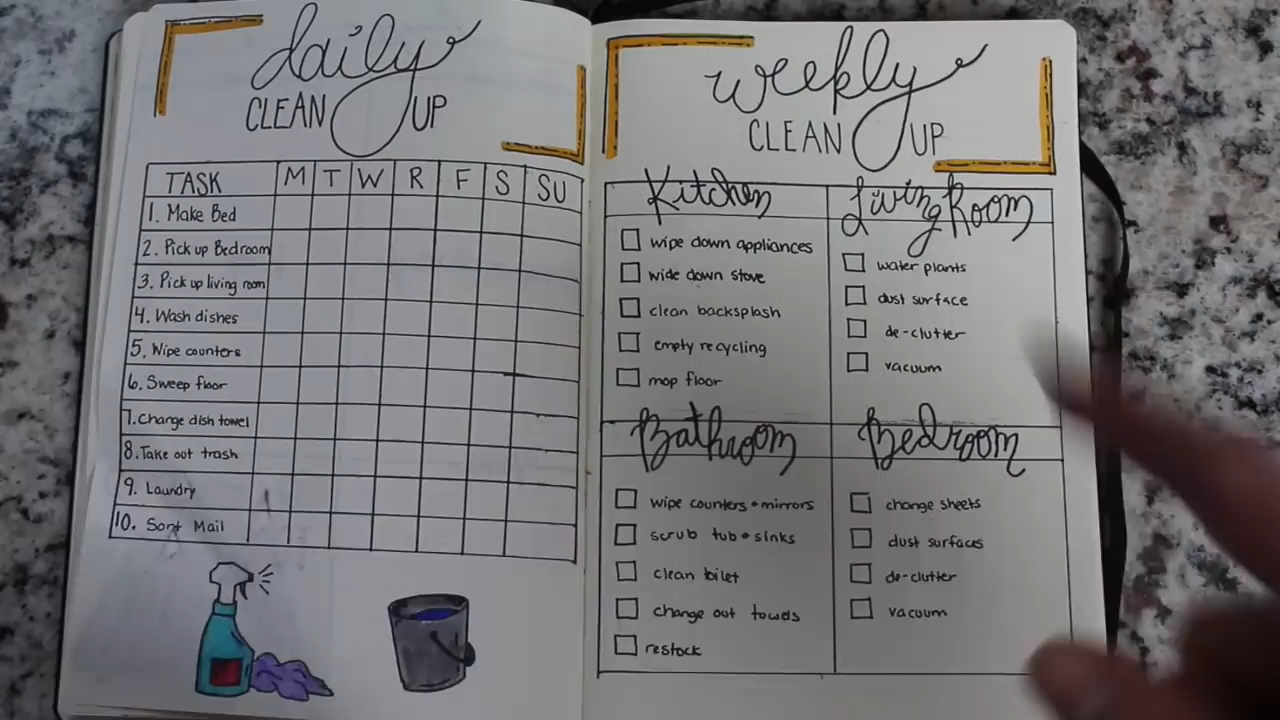 daily
CLEAN UP
TASK M T W R F S SU
1. Make Bed
2. Pick up Bedroom
3. Pick up living room
4. Wash dishes
5. Wipe counters
6. Sweep floor
7. Change dish towel
8. Take out trash
9. Laundry
10. Sort Mail
weekly
CLEAN UP
Kitchen
wipe down appliances
wide down stove
clean backsplash
empty recycling
mop floor
Living Room
water plants
dust surface
de-clutter
vacuum
Bathroom
wipe counters + mirrors
scrub tub + sinks
clean toilet
change out towels
restock
Bedroom
change sheets
dust surfaces
de-clutter
vacuum